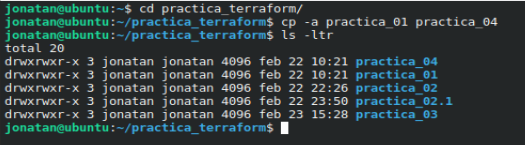 jonatan@ubuntu:~$ cd practica_terraform/
jonatan@ubuntu:~/practica_terraform$ cp -a practica_01 practica_04
jonatan@ubuntu:~/practica_terraform$ ls -ltr
total 20
drwxrwxr-x 3 jonatan jonatan 4096 feb 22 10:21 practica_04
drwxrwxr-x 3 jonatan jonatan 4096 feb 22 10:21 practica_01
drwxrwxr-x 3 jonatan jonatan 4096 feb 22 22:26 practica_02
drwxrwxr-x 3 jonatan jonatan 4096 feb 22 23:50 practica_02.1
drwxrwxr-x 3 jonatan jonatan 4096 feb 23 15:28 practica_03
jonatan@ubuntu:~/practica_terraform$